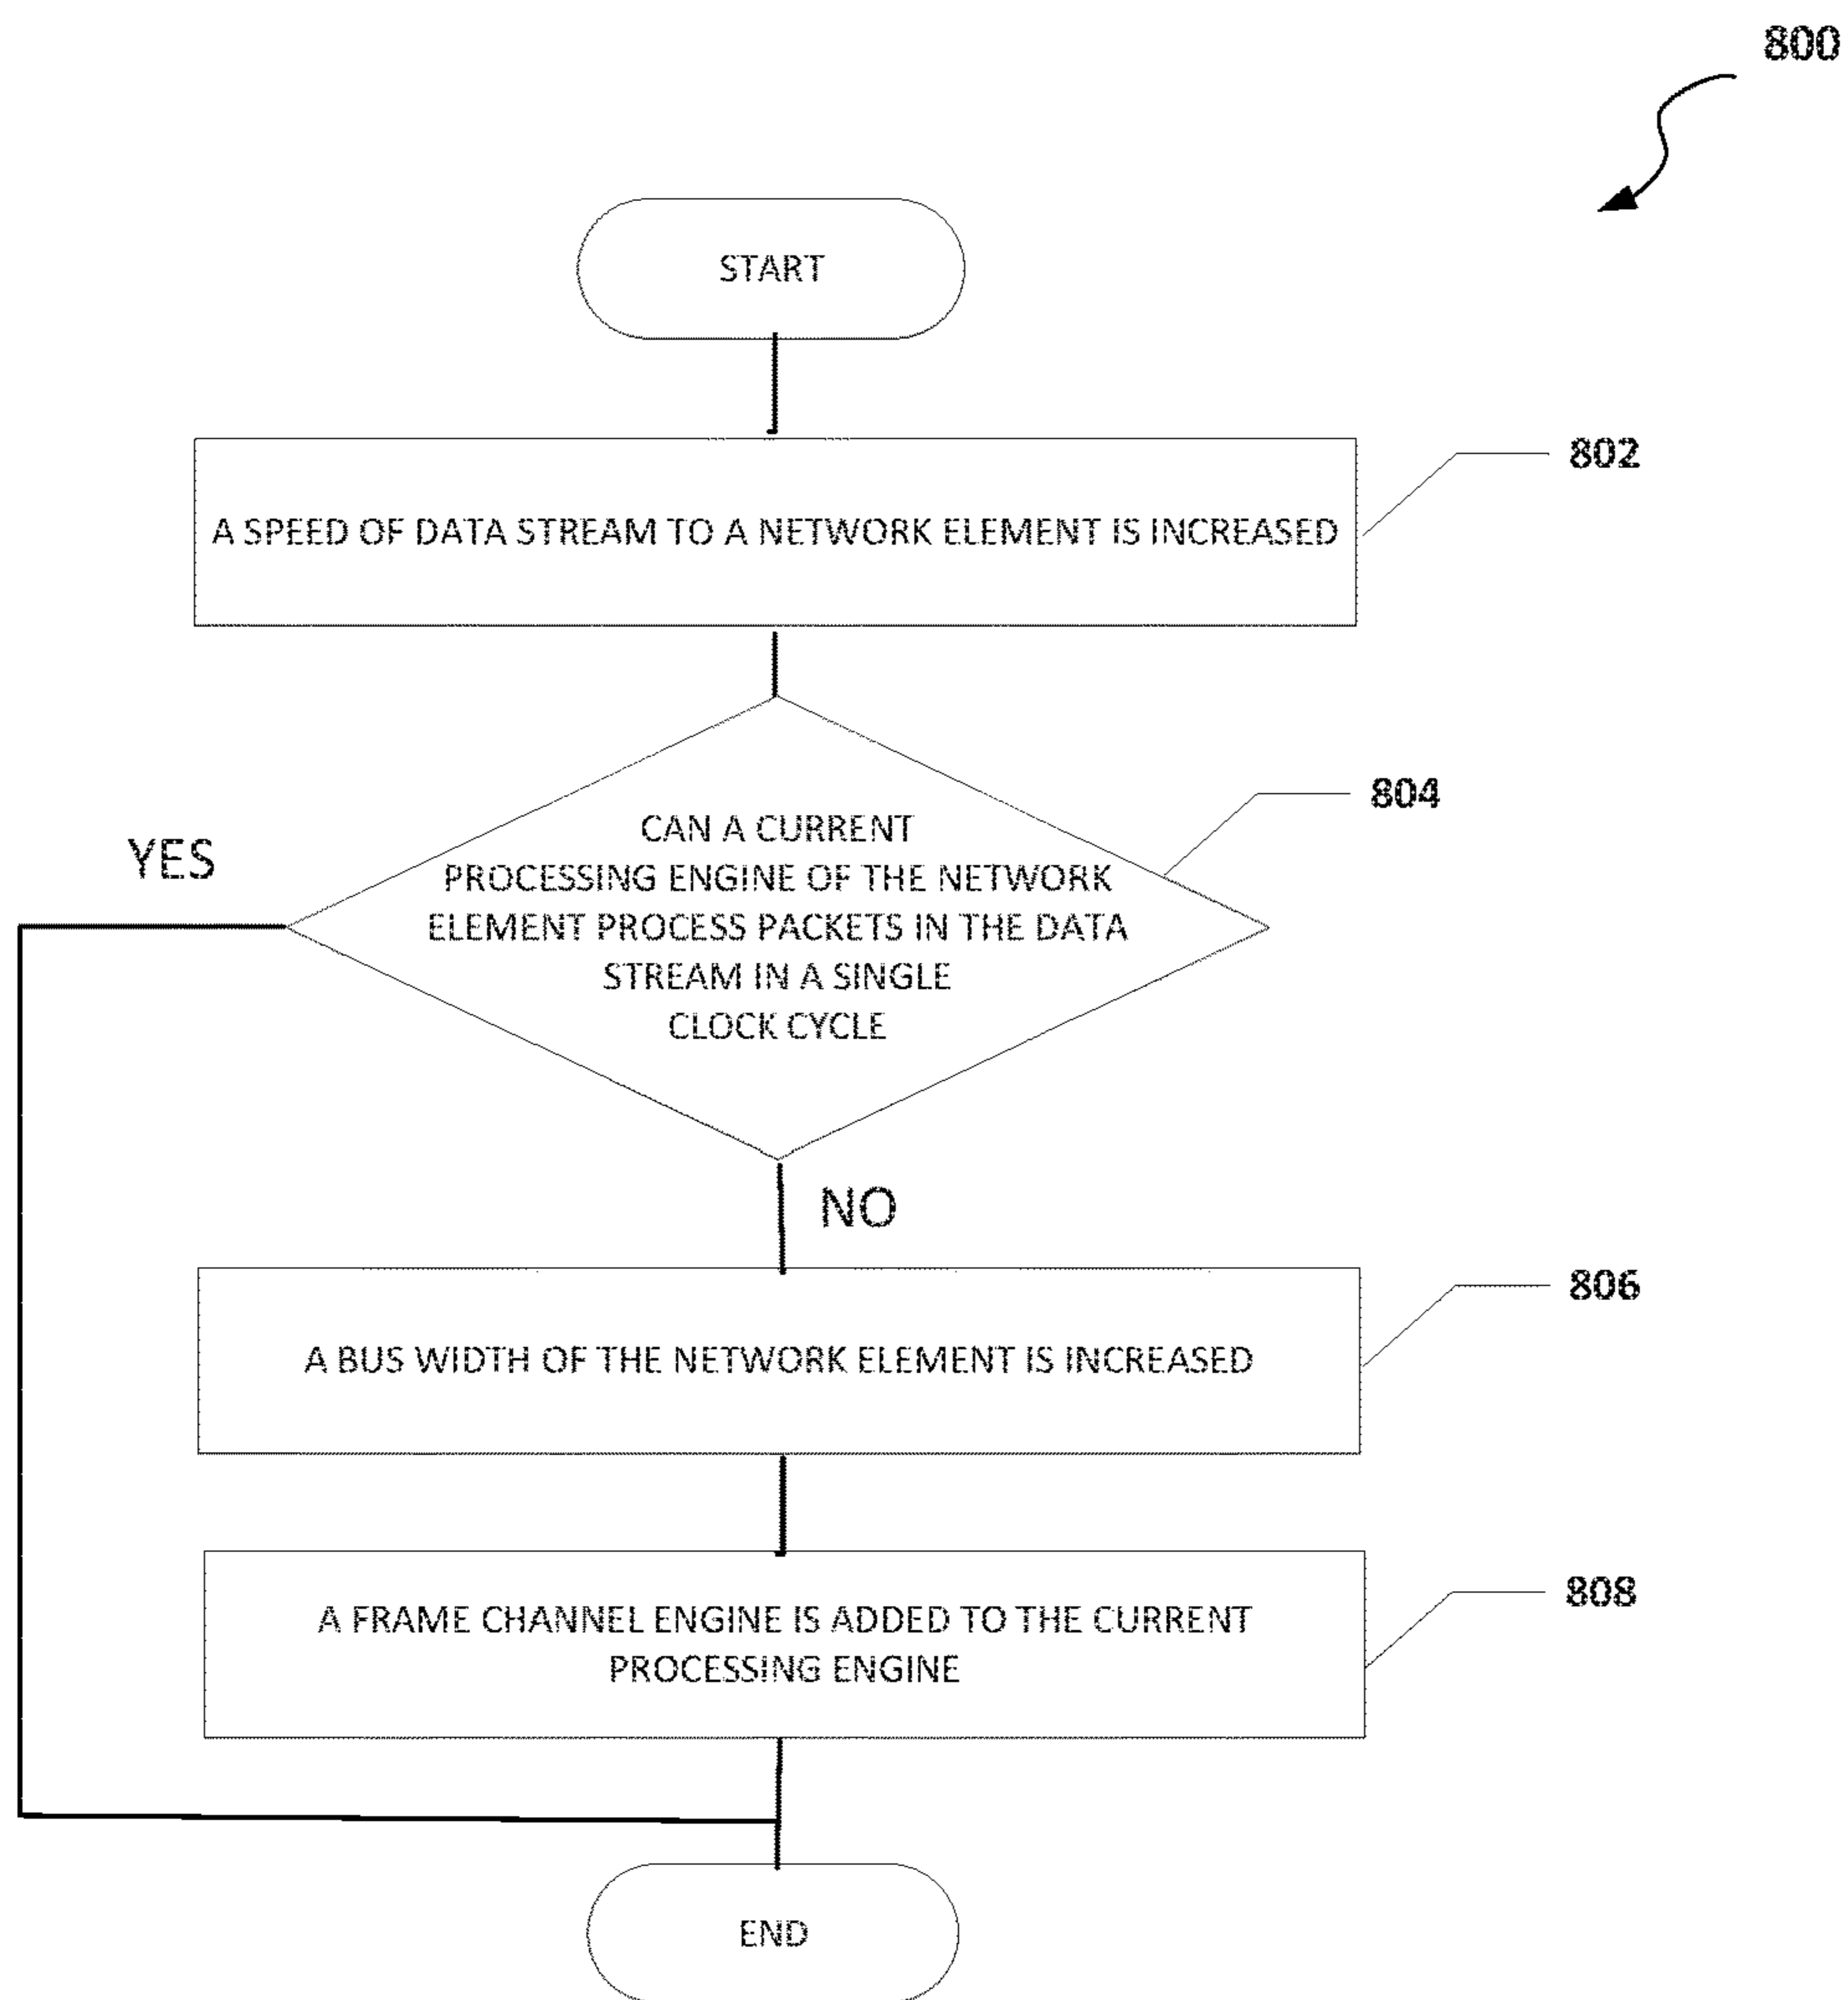 800
START
802
A SPEED OF DATA STREAM TO A NETWORK ELEMENT IS INCREASED
804
CAN A CURRENT
PROCESSING ENGINE OF THE NETWORK
ELEMENT PROCESS PACKETS IN THE DATA
STREAM IN A SINGLE
CLOCK CYCLE
YES
NO
806
A BUS WIDTH OF THE NETWORK ELEMENT IS INCREASED
808
A FRAME CHANNEL ENGINE IS ADDED TO THE CURRENT
PROCESSING ENGINE
END